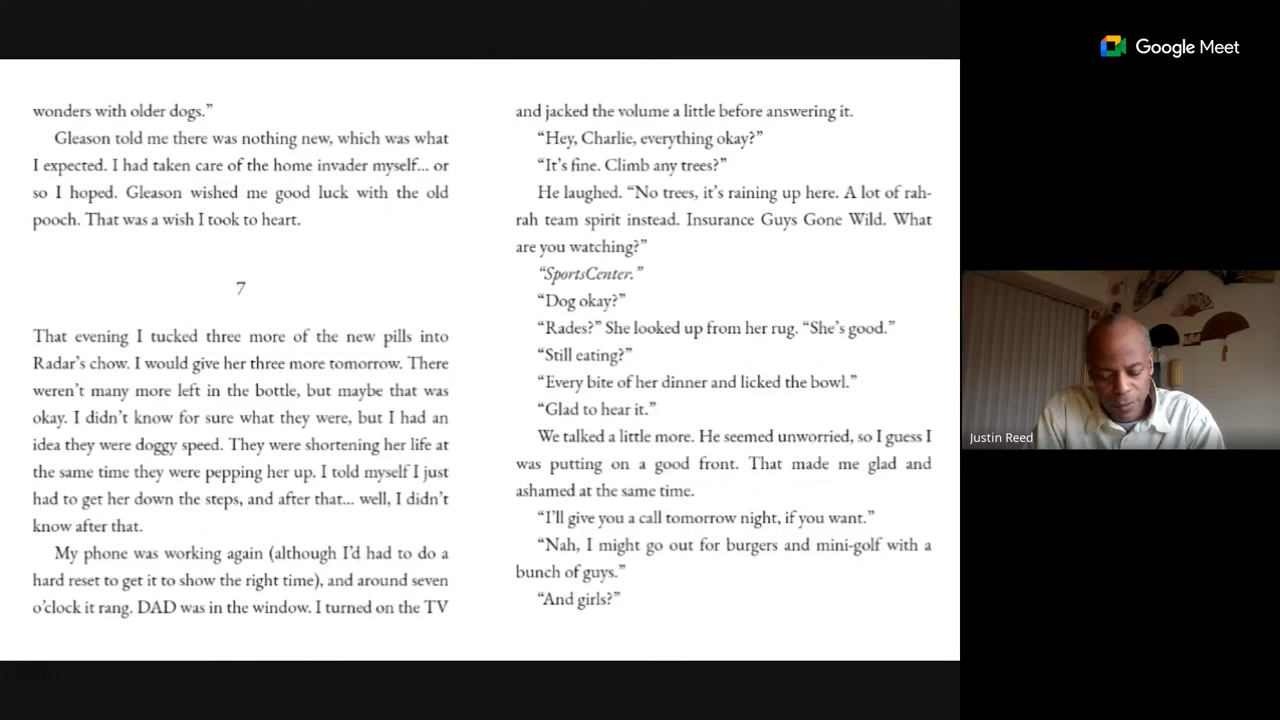 wonders with older dogs.”
Gleason told me there was nothing new, which was what
I expected. I had taken care of the home invader myself... or
so I hoped. Gleason wished me good luck with the old
pooch. That was a wish I took to heart.
7
That evening I tucked three more of the new pills into
Radar’s chow. I would give her three more tomorrow. There
weren’t many more left in the bottle, but maybe that was
okay. I didn’t know for sure what they were, but I had an
idea they were doggy speed. They were shortening her life at
the same time they were pepping her up. I told myself I just
had to get her down the steps, and after that... well, I didn’t
know after that.
My phone was working again (although I’d had to do a
hard reset to get it to show the right time), and around seven
o’clock it rang. DAD was in the window. I turned on the TV
and jacked the volume a little before answering it.
“Hey, Charlie, everything okay?”
“It’s fine. Climb any trees?”
He laughed. “No trees, it’s raining up here. A lot of rah-
rah team spirit instead. Insurance Guys Gone Wild. What
are you watching?”
“SportsCenter.”
“Dog okay?”
“Rades?” She looked up from her rug. “She’s good.”
“Still eating?”
“Every bite of her dinner and licked the bowl.”
“Glad to hear it.”
We talked a little more. He seemed unworried, so I guess I
was putting on a good front. That made me glad and
ashamed at the same time.
“I’ll give you a call tomorrow night, if you want.”
“Nah, I might go out for burgers and mini-golf with a
bunch of guys.”
“And girls?”
Google Meet
Justin Reed